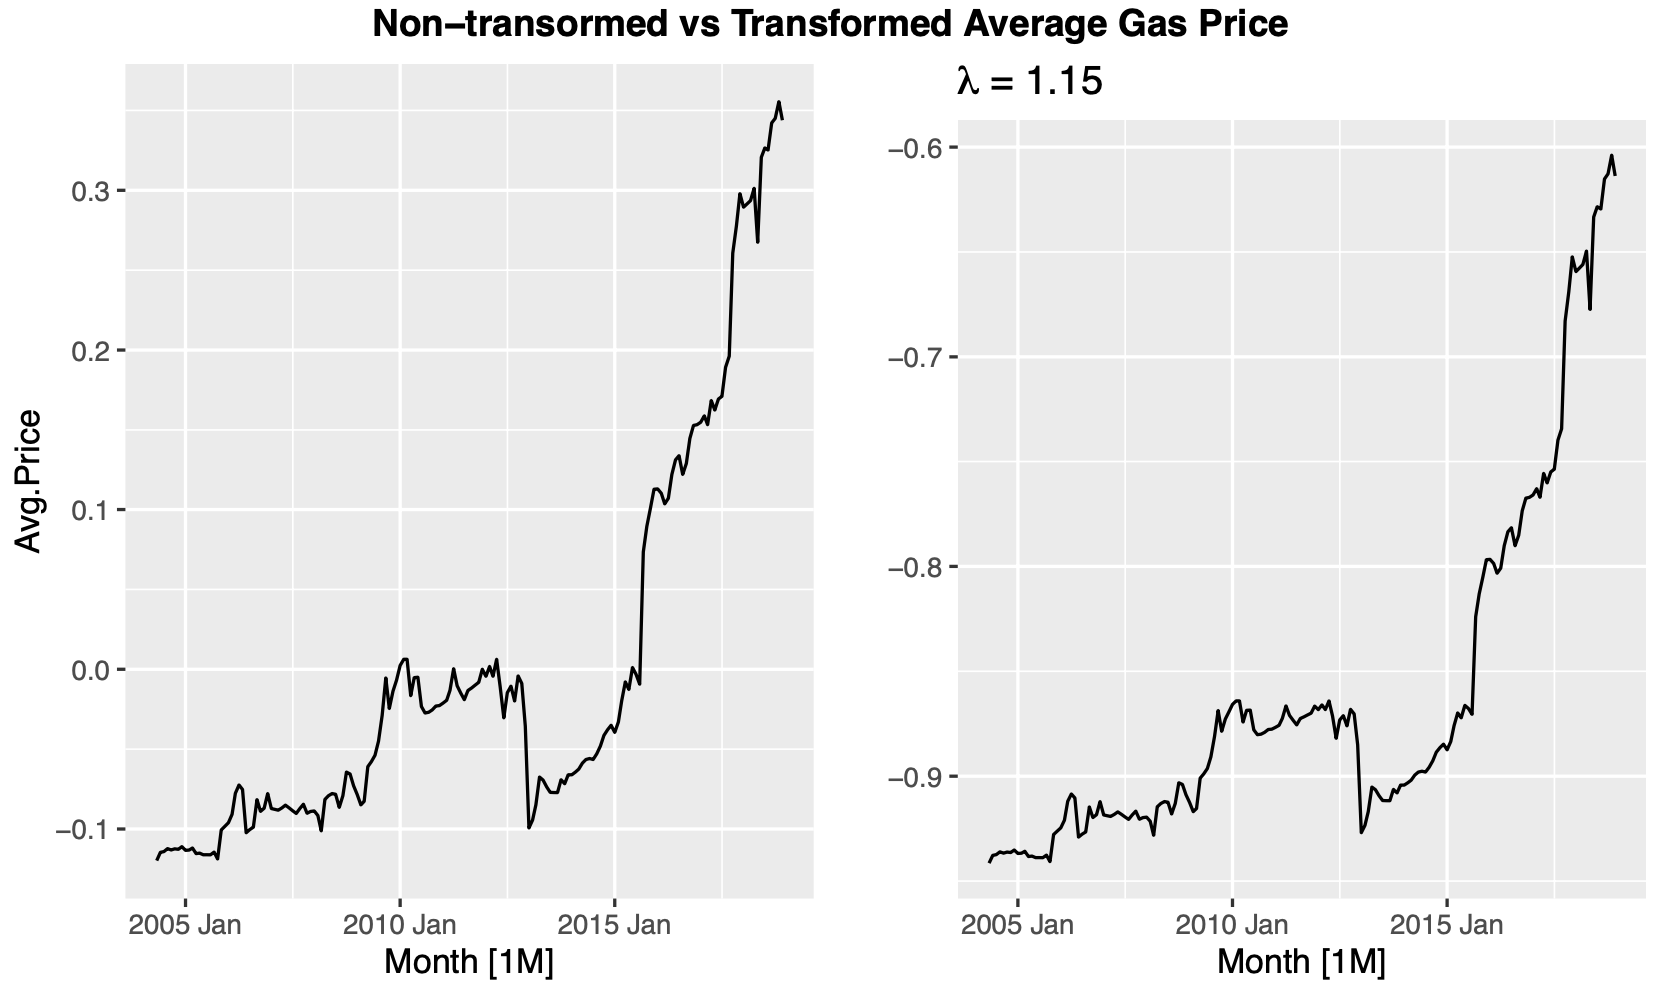 Non−transormed vs Transformed Average Gas Price
λ = 1.15
Avg.Price
0.3
0.2
0.1
0.0
−0.1
2005 Jan 2010 Jan 2015 Jan
Month [1M]
−0.6
−0.7
−0.8
−0.9
2005 Jan 2010 Jan 2015 Jan
Month [1M]